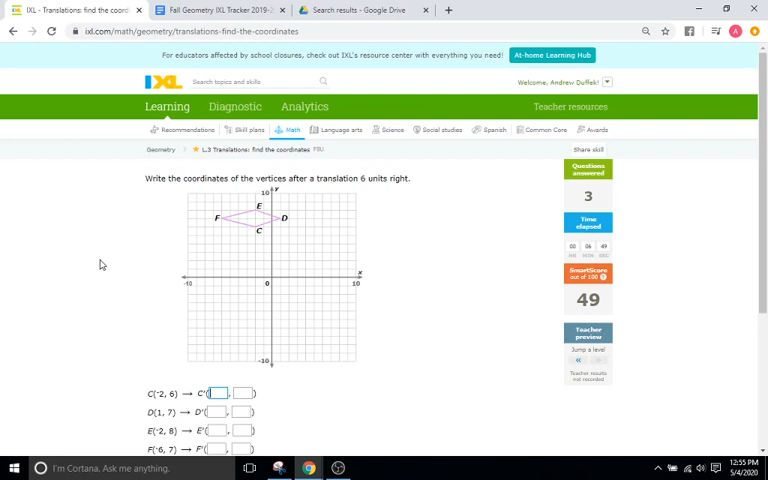 IXL - Translations: find the coord
Fall Geometry IXL Tracker 2019-2
Search results - Google Drive
ixl.com/math/geometry/translations-find-the-coordinates
A
For educators affected by school closures, check out IXL's resource center with everything you need!
At-home Learning Hub
IXL
Search topics and skills
Welcome, Andrew Duffek!
Learning
Diagnostic
Analytics
Teacher resources
Recommendations
Skill plans
Math
Language arts
Science
Social studies
Spanish
Common Core
Awards
Geometry
L.3 Translations: find the coordinates
FBU
Share skill
Write the coordinates of the vertices after a translation 6 units right.
Questions answered
3
Time elapsed
00 06 49
HR MIN SEC
SmartScore
out of 100 ?
49
Teacher preview
Jump a level
Teacher results not recorded
10 y
E
F D
C
x
-10 0 10
-10
C(-2, 6) → C'( , )
D(1, 7) → D'( , )
E(-2, 8) → E'( , )
F(-6, 7) → F'( , )
I'm Cortana. Ask me anything.
12:55 PM
5/4/2020